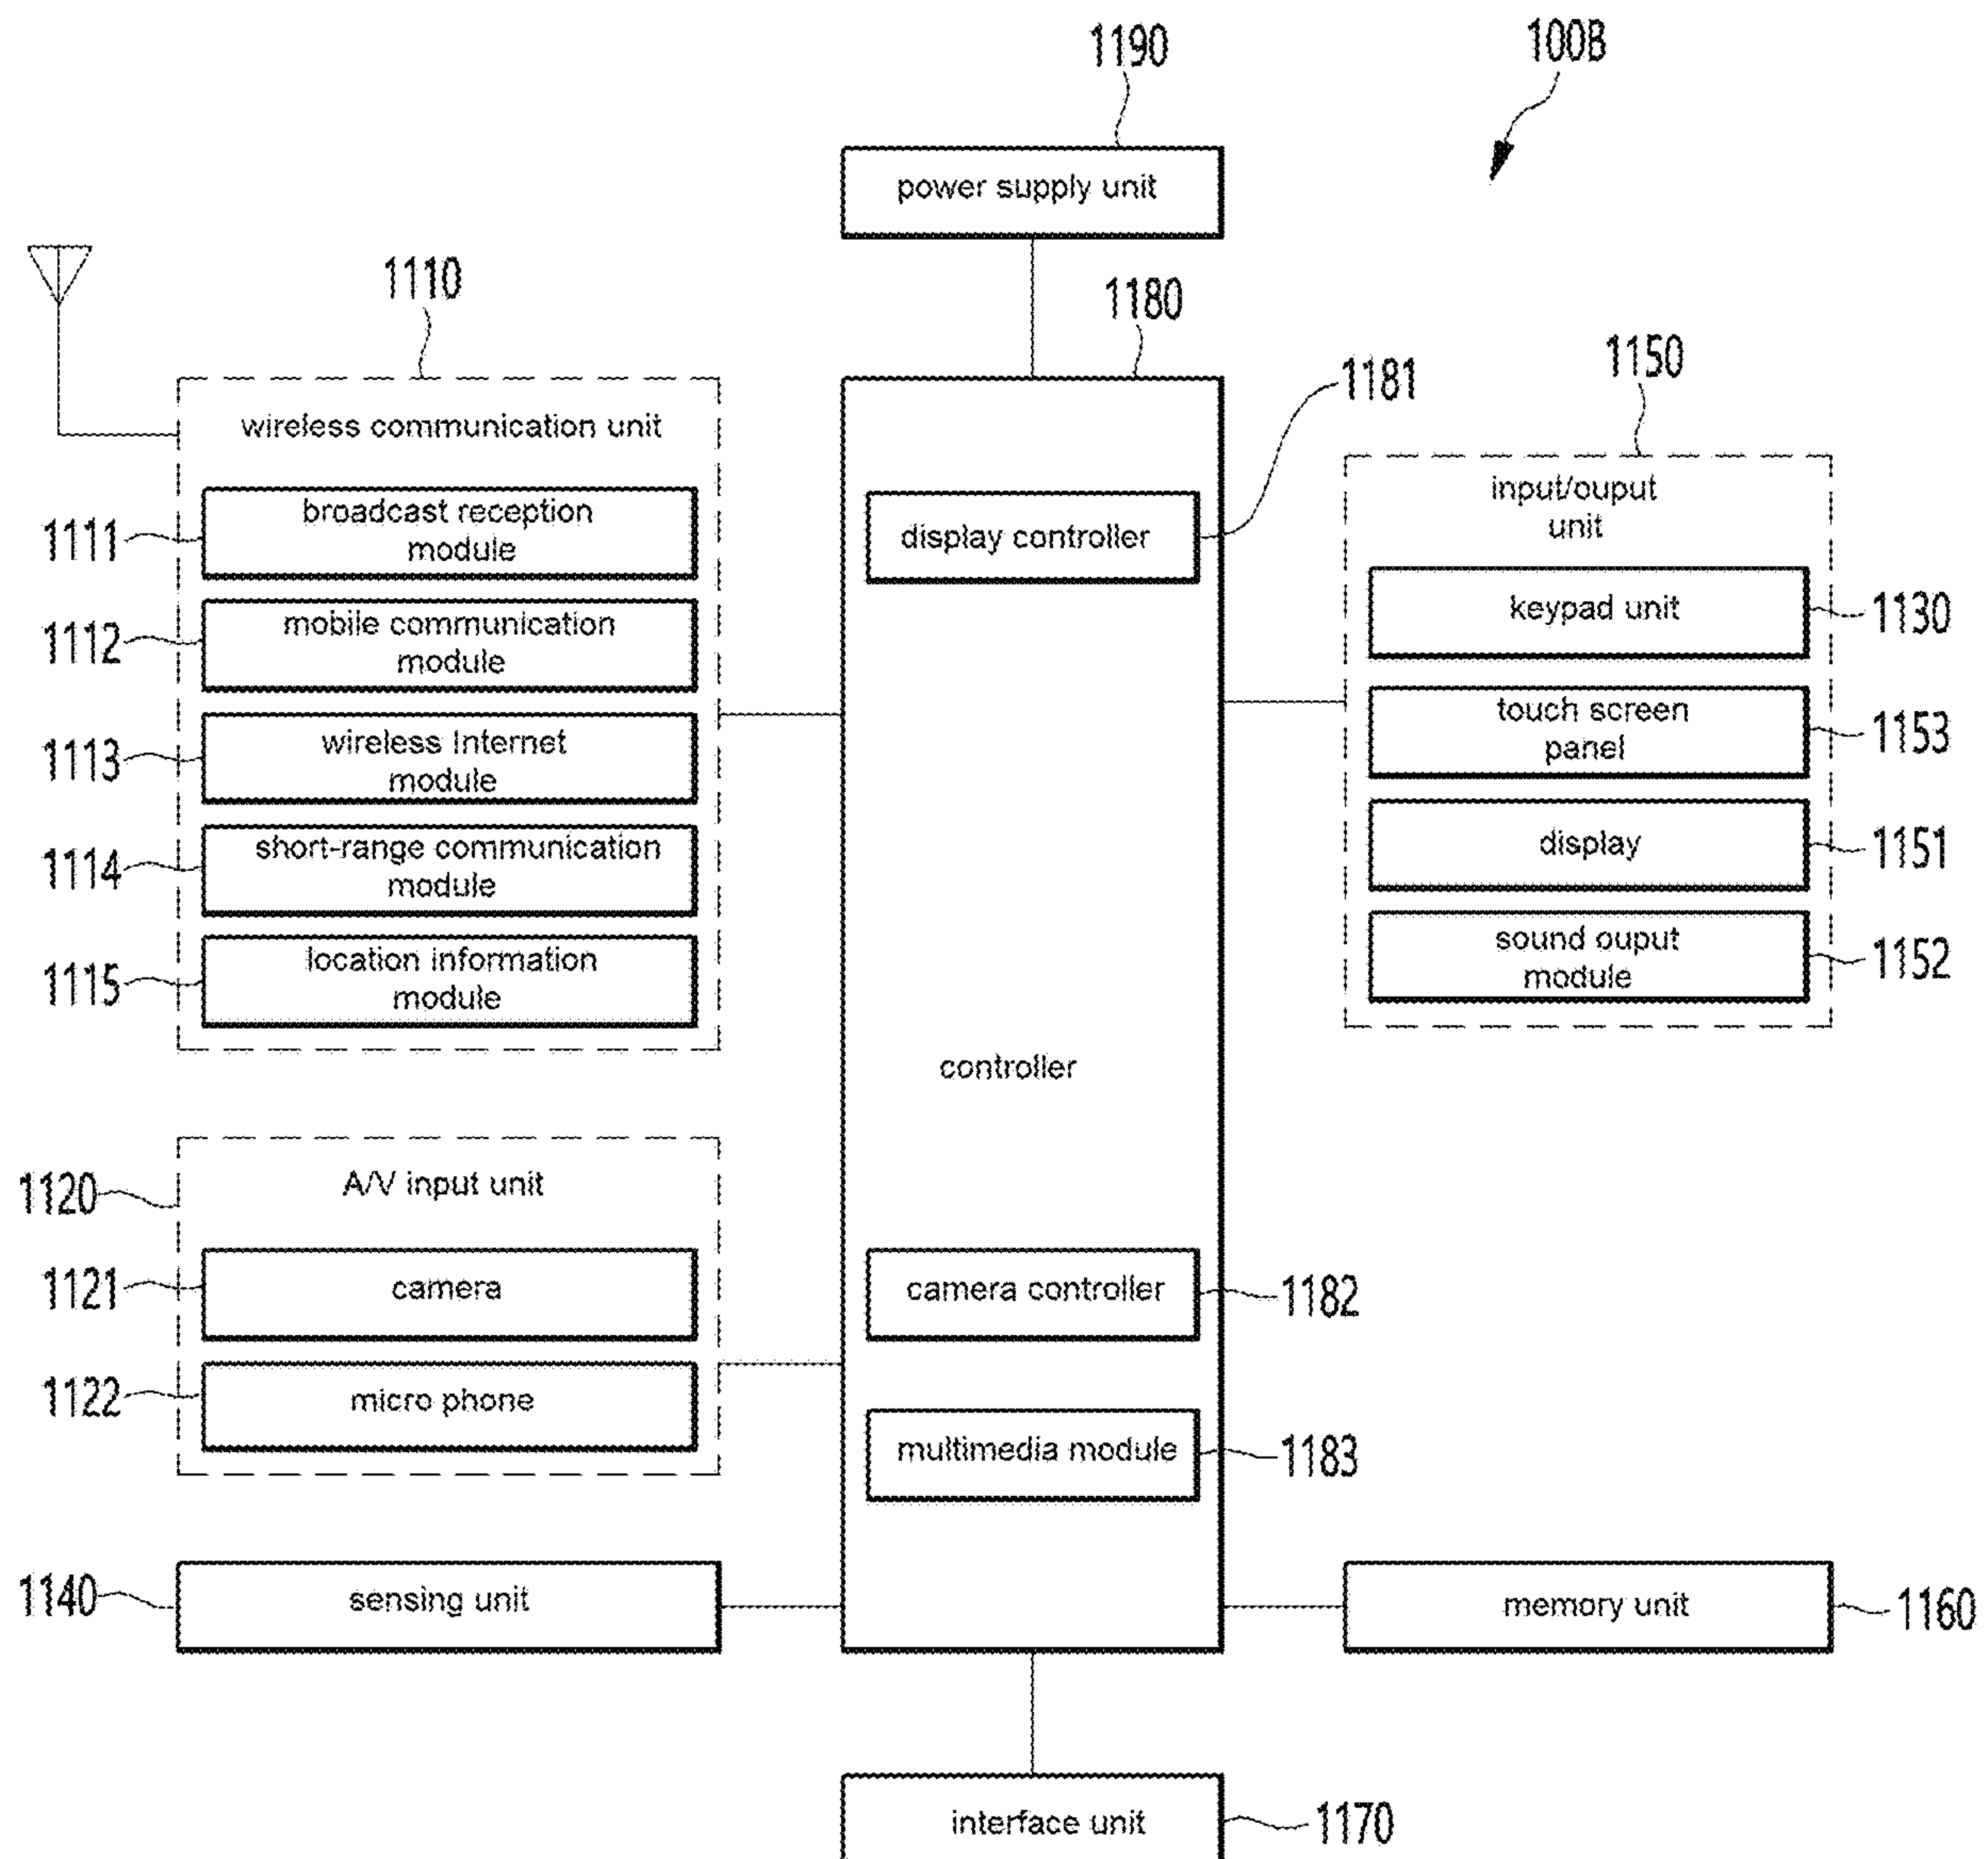 1190
100B
power supply unit
1110
1180
1150
1181
wireless communication unit
input/ouput
unit
1111
broadcast reception
module
display controller
keypad unit
1130
1112
mobile communication
module
touch screen
panel
1153
1113
wireless Internet
module
1114
short-range communication
module
display
1151
1115
location information
module
sound ouput
module
1152
controller
1120
A/V input unit
1121
camera
camera controller
1182
1122
micro phone
multimedia module
1183
1140
sensing unit
memory unit
1160
interface unit
1170